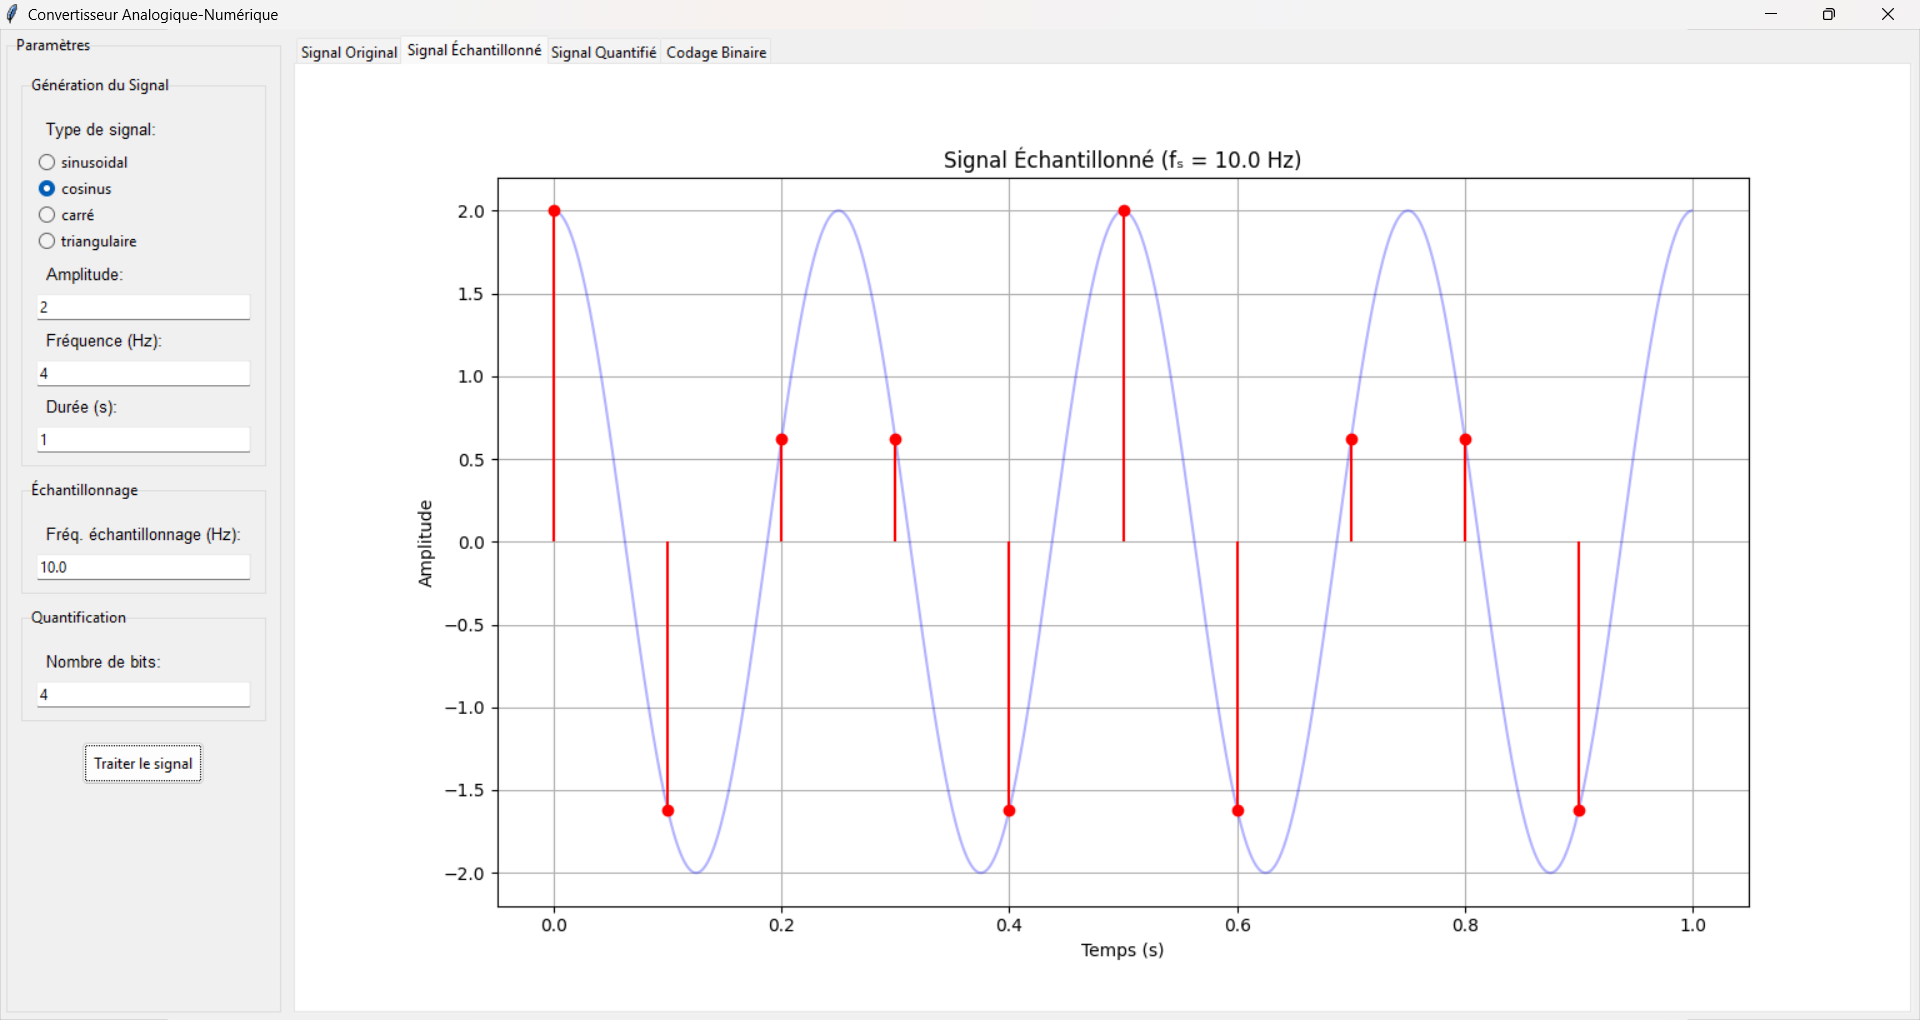 Convertisseur Analogique-Numérique
Paramètres
Génération du Signal
Type de signal:
sinusoidal
cosinus
carré
triangulaire
Amplitude:
2
Fréquence (Hz):
4
Durée (s):
1
Échantillonnage
Fréq. échantillonnage (Hz):
10.0
Quantification
Nombre de bits:
4
Traiter le signal
Signal Original Signal Échantillonné Signal Quantifié Codage Binaire
Signal Échantillonné (fₛ = 10.0 Hz)
2.0
1.5
1.0
0.5
0.0
−0.5
−1.0
−1.5
−2.0
Amplitude
0.0 0.2 0.4 0.6 0.8 1.0
Temps (s)